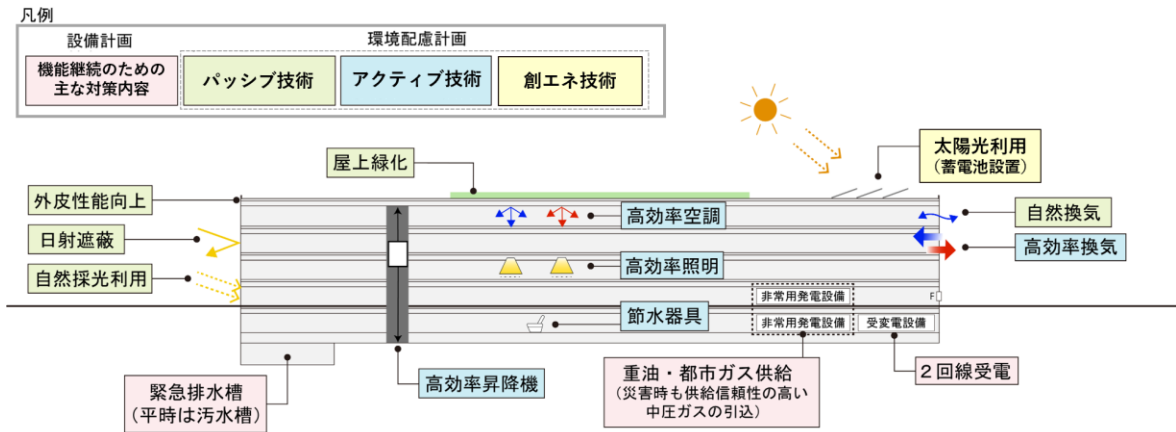 凡例
設備計画
環境配慮計画
機能継続のための
主な対策内容
パッシブ技術
アクティブ技術
創エネ技術
屋上緑化
太陽光利用
(蓄電池設置)
外皮性能向上
高効率空調
自然換気
日射遮蔽
高効率換気
自然採光利用
高効率照明
非常用発電設備
F
節水器具
非常用発電設備
受変電設備
緊急排水槽
(平時は汚水槽)
高効率昇降機
重油・都市ガス供給
(災害時も供給信頼性の高い
中圧ガスの引込)
2回線受電